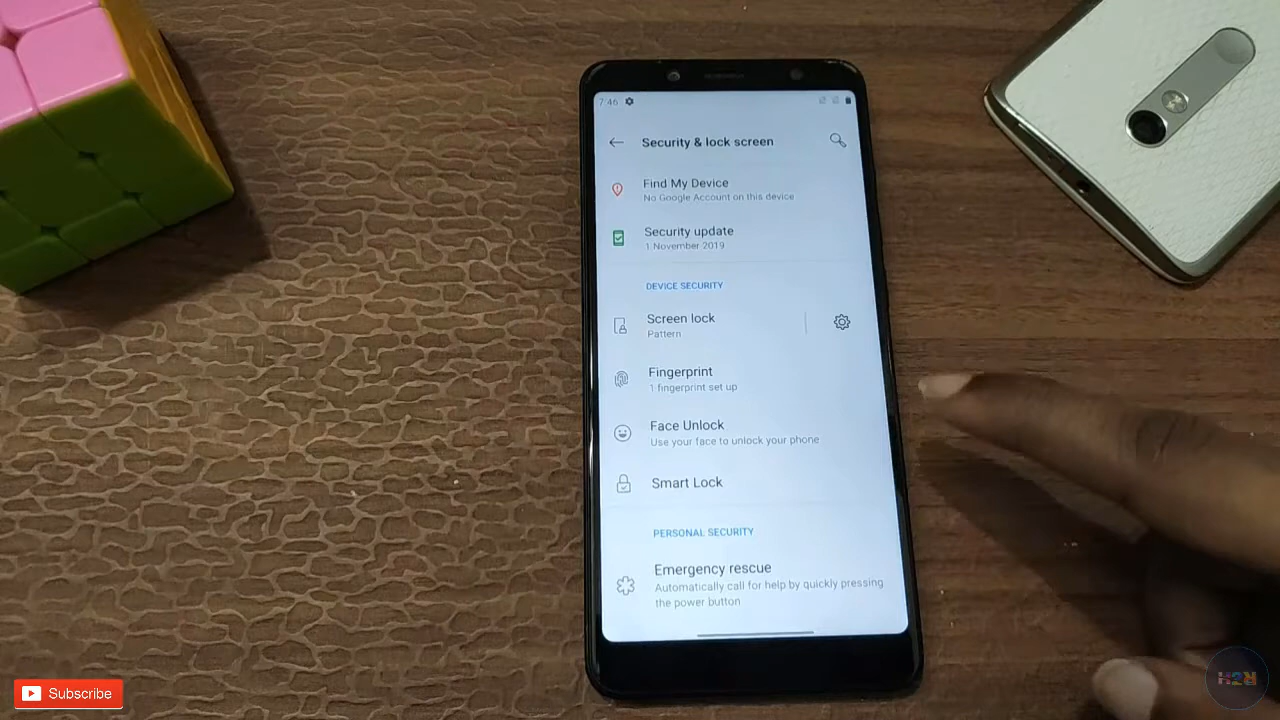 7:46
Security & lock screen
Find My Device
No Google Account on this device
Security update
1 November 2019
DEVICE SECURITY
Screen lock
Pattern
Fingerprint
1 fingerprint set up
Face Unlock
Use your face to unlock your phone
Smart Lock
PERSONAL SECURITY
Emergency rescue
Automatically call for help by quickly pressing
the power button
Subscribe